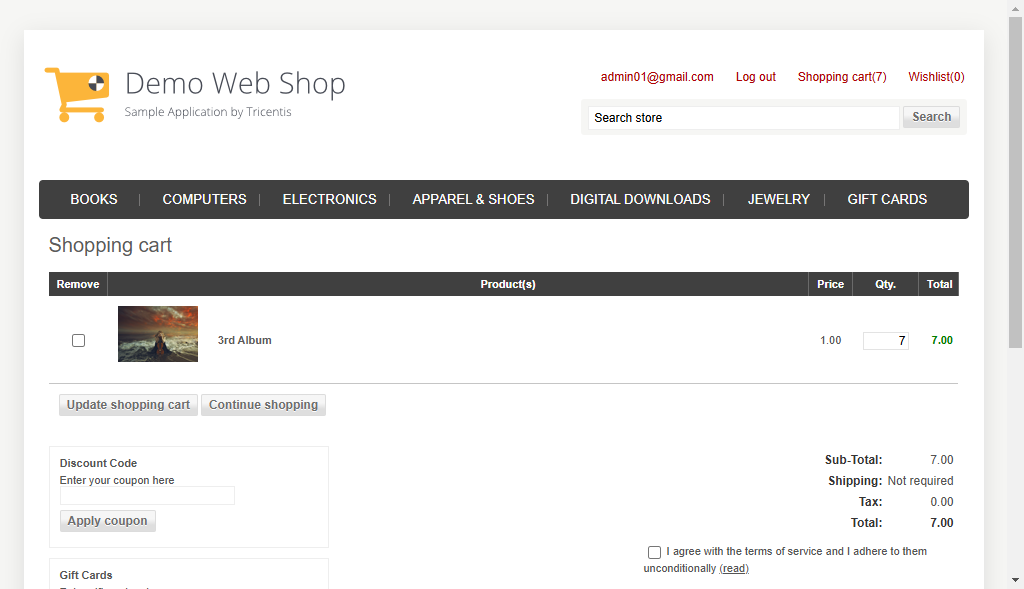 Demo Web Shop
Sample Application by Tricentis
admin01@gmail.com Log out Shopping cart(7) Wishlist(0)
Search store Search
BOOKS COMPUTERS ELECTRONICS APPAREL & SHOES DIGITAL DOWNLOADS JEWELRY GIFT CARDS
Shopping cart
Remove Product(s) Price Qty. Total
3rd Album 1.00 7 7.00
Update shopping cart Continue shopping
Discount Code
Enter your coupon here
Apply coupon
Gift Cards
Sub-Total: 7.00
Shipping: Not required
Tax: 0.00
Total: 7.00
I agree with the terms of service and I adhere to them
unconditionally (read)